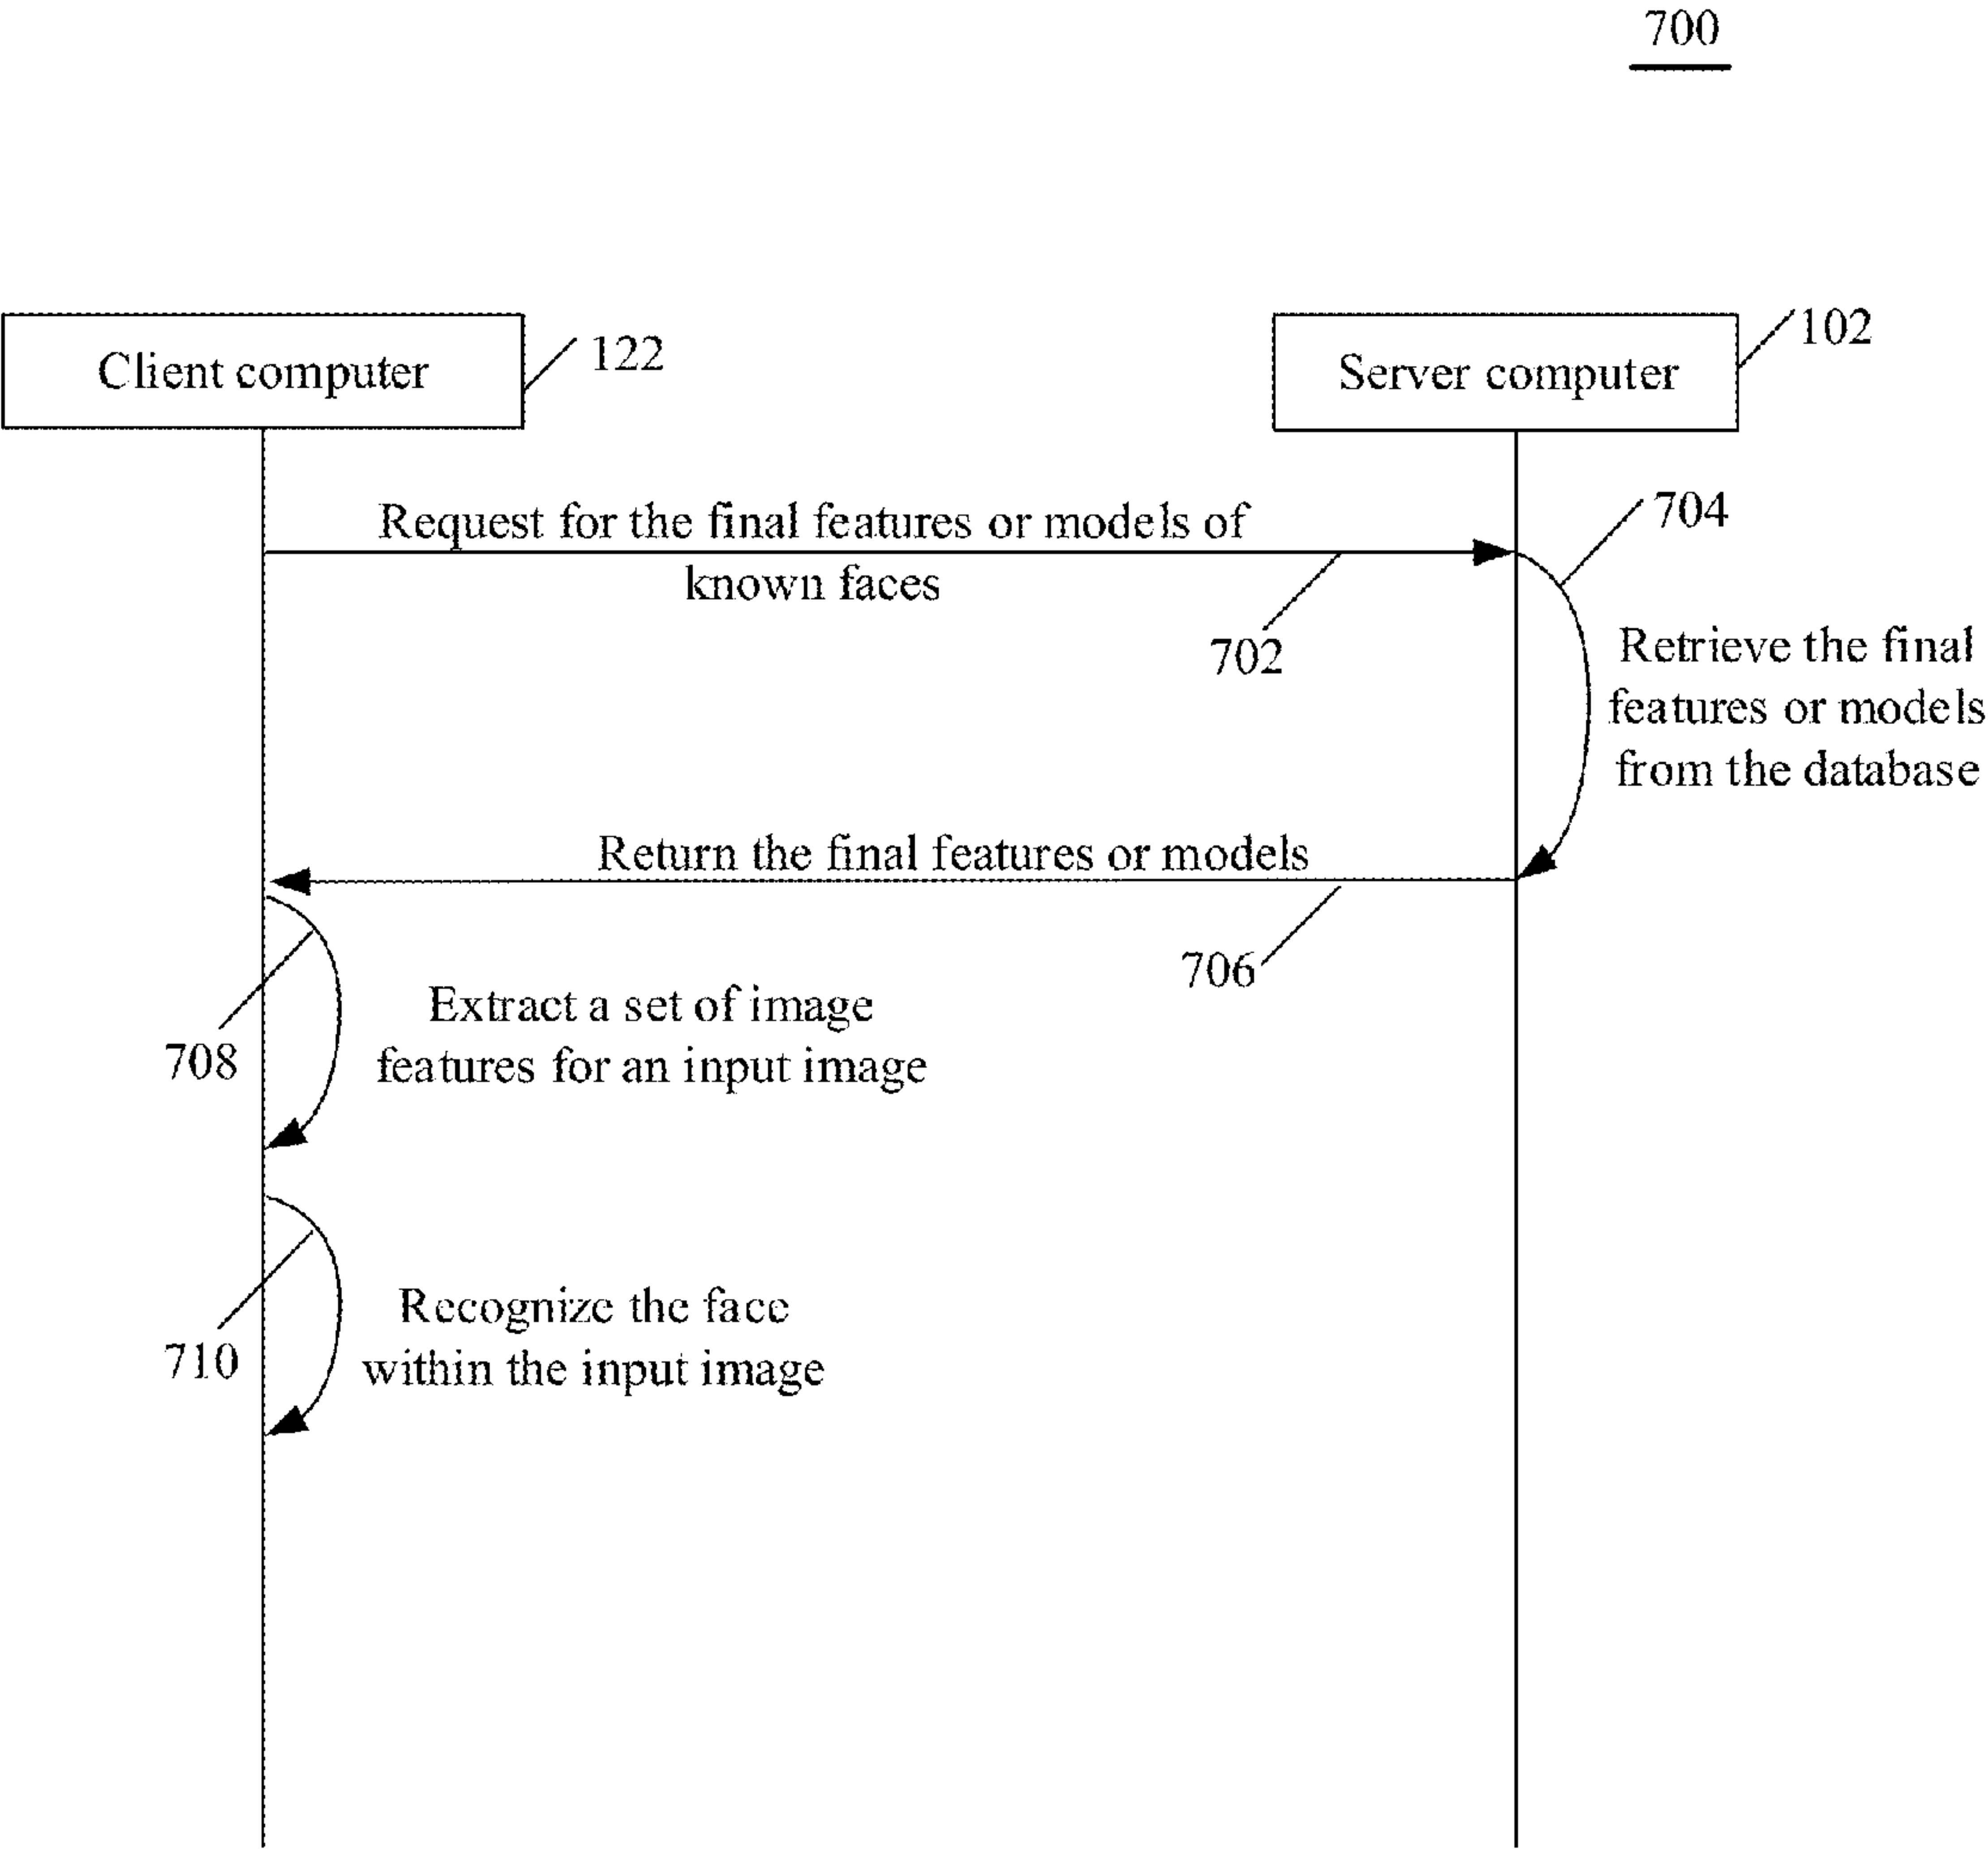 700
Client computer
122
Server computer
102
Request for the final features or models of
known faces
702
704
Retrieve the final
features or models
from the database
Return the final features or models
706
708
Extract a set of image
features for an input image
710
Recognize the face
within the input image